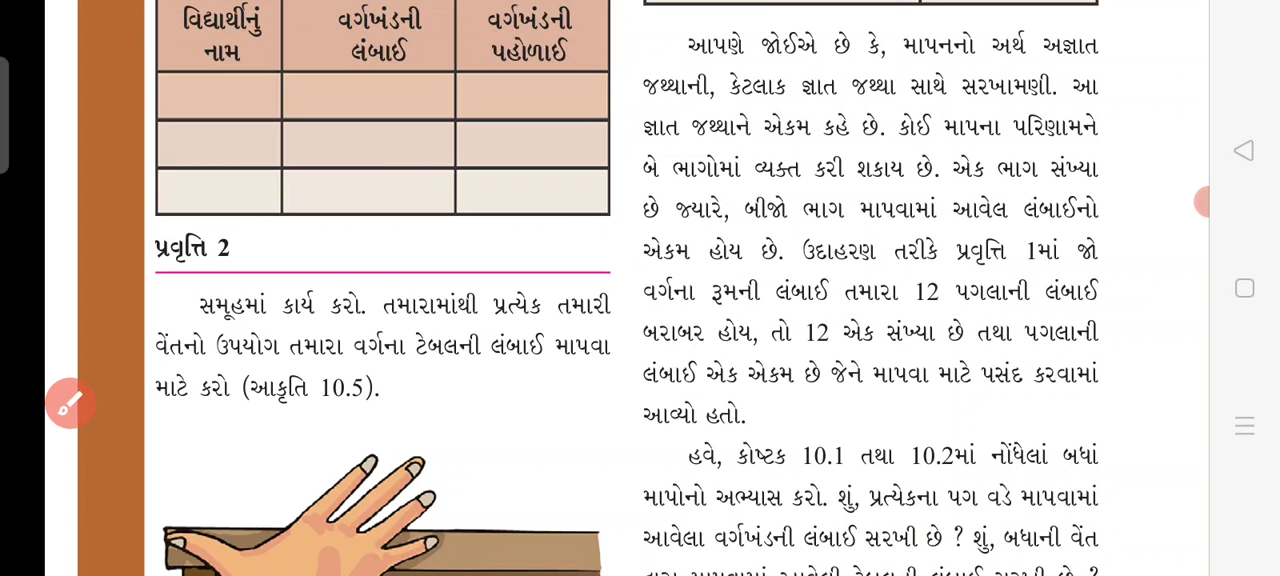 વિદ્યાર્થીનું નામ
વર્ગખંડની લંબાઈ
વર્ગખંડની પહોળાઈ
પ્રવૃત્તિ 2
સમૂહમાં કાર્ય કરો. તમારામાંથી પ્રત્યેક તમારી
વેંતનો ઉપયોગ તમારા વર્ગના ટેબલની લંબાઈ માપવા
માટે કરો (આકૃતિ 10.5).
આપણે જોઈએ છે કે, માપનનો અર્થ અજ્ઞાત
જથ્થાની, કેટલાક જ્ઞાત જથ્થા સાથે સરખામણી. આ
જ્ઞાત જથ્થાને એકમ કહે છે. કોઈ માપના પરિણામને
બે ભાગોમાં વ્યક્ત કરી શકાય છે. એક ભાગ સંખ્યા
છે જ્યારે, બીજો ભાગ માપવામાં આવેલ લંબાઈનો
એકમ હોય છે. ઉદાહરણ તરીકે પ્રવૃત્તિ 1માં જો
વર્ગના રૂમની લંબાઈ તમારા 12 પગલાની લંબાઈ
બરાબર હોય, તો 12 એક સંખ્યા છે તથા પગલાની
લંબાઈ એક એકમ છે જેને માપવા માટે પસંદ કરવામાં
આવ્યો હતો.
હવે, કોષ્ટક 10.1 તથા 10.2માં નોંધેલાં બધાં
માપોનો અભ્યાસ કરો. શું, પ્રત્યેકના પગ વડે માપવામાં
આવેલા વર્ગખંડની લંબાઈ સરખી છે ? શું, બધાની વેંત